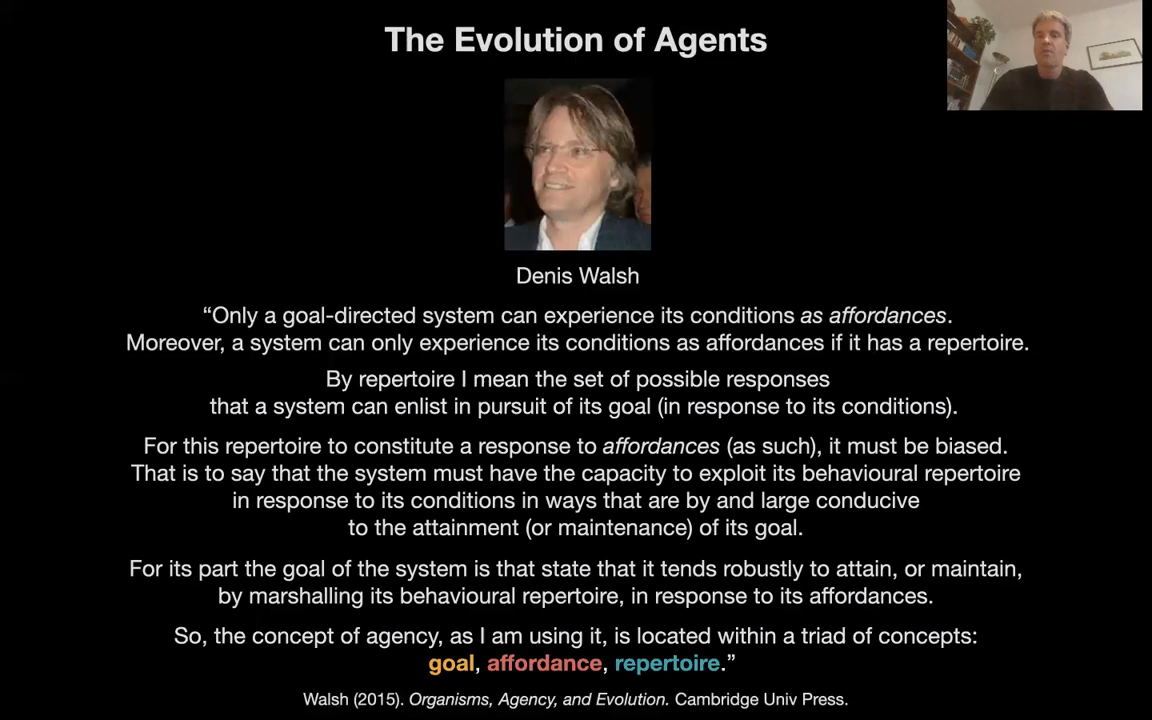 The Evolution of Agents
Denis Walsh
“Only a goal-directed system can experience its conditions as affordances.
Moreover, a system can only experience its conditions as affordances if it has a repertoire.
By repertoire I mean the set of possible responses
that a system can enlist in pursuit of its goal (in response to its conditions).
For this repertoire to constitute a response to affordances (as such), it must be biased.
That is to say that the system must have the capacity to exploit its behavioural repertoire
in response to its conditions in ways that are by and large conducive
to the attainment (or maintenance) of its goal.
For its part the goal of the system is that state that it tends robustly to attain, or maintain,
by marshalling its behavioural repertoire, in response to its affordances.
So, the concept of agency, as I am using it, is located within a triad of concepts:
goal, affordance, repertoire.”
Walsh (2015). Organisms, Agency, and Evolution. Cambridge Univ Press.